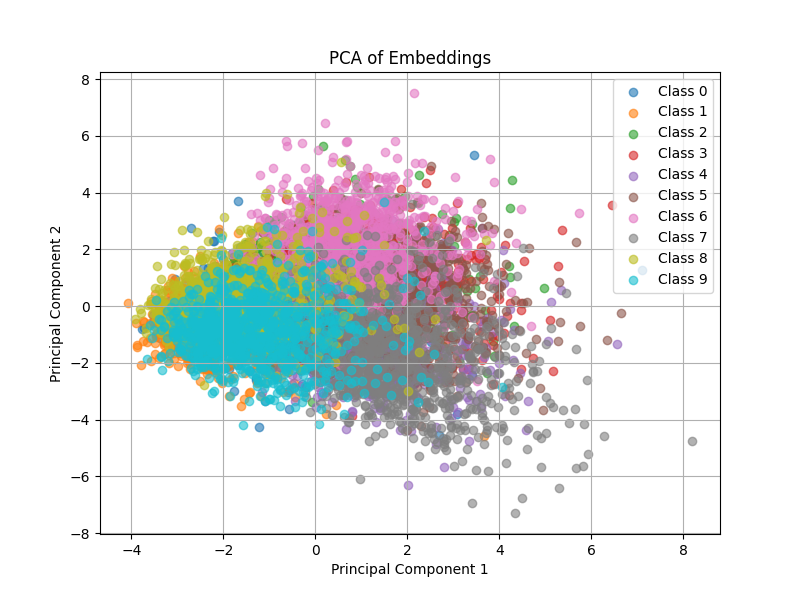 PCA of Embeddings
Class 0
Class 1
Class 2
Class 3
Class 4
Class 5
Class 6
Class 7
Class 8
Class 9
8
6
4
2
0
−2
−4
−6
−8
Principal Component 2
−4
−2
0
2
4
6
8
Principal Component 1